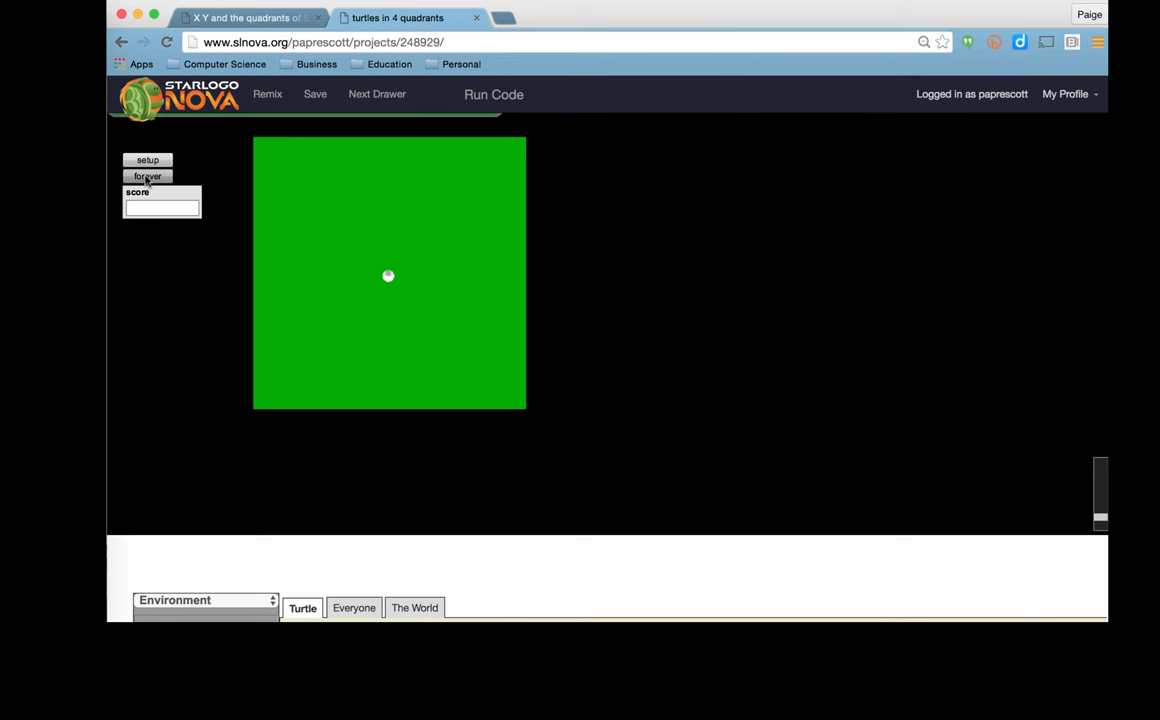 X Y and the quadrants of
turtles in 4 quadrants
Paige
www.slnova.org/paprescott/projects/248929/
Apps
Computer Science
Business
Education
Personal
STARLOGO
NOVA
Remix
Save
Next Drawer
Run Code
Logged in as paprescott
My Profile
setup
forever
score
Environment
Turtle
Everyone
The World